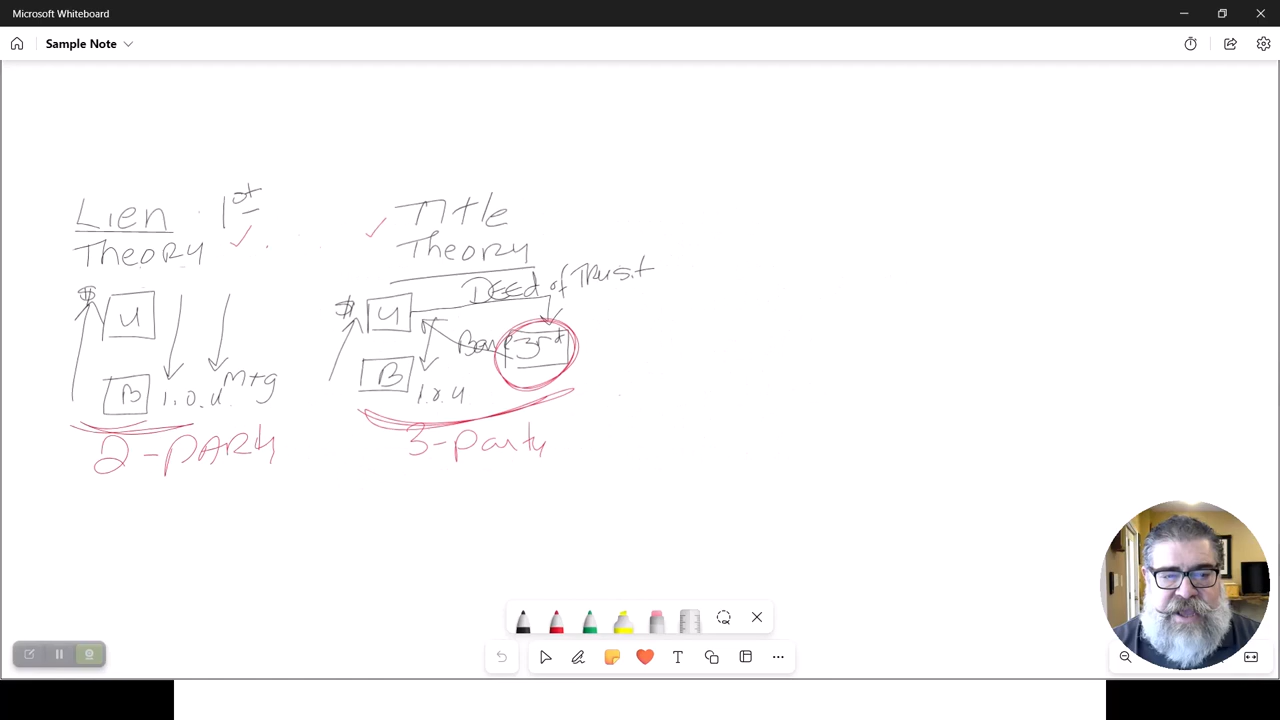 Microsoft Whiteboard
Sample Note
Lien 1st
Theory
$
U
B I.O.U. Mtg
2-PARty
Title
Theory
DEEd of Trust
$
U
3rd
B
I.O.U
3-Party
T